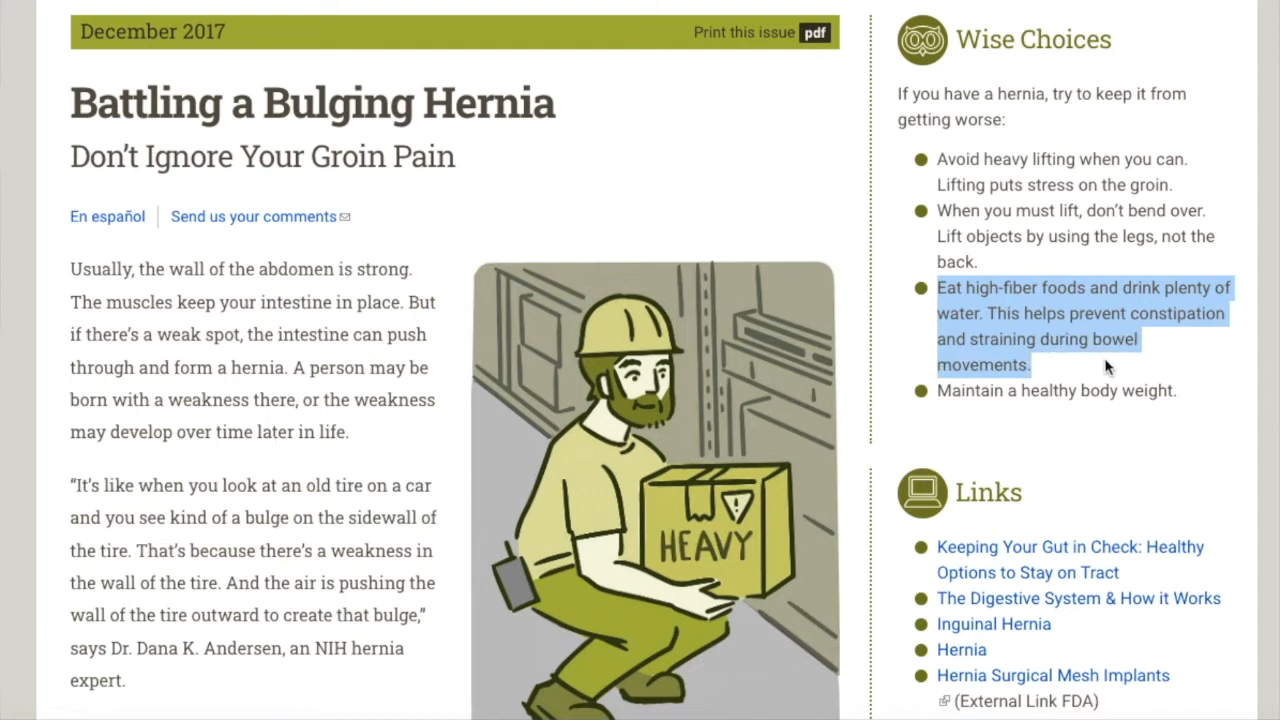 December 2017
Print this issue pdf
Battling a Bulging Hernia
Don’t Ignore Your Groin Pain
En español
Send us your comments
Usually, the wall of the abdomen is strong.
The muscles keep your intestine in place. But
if there’s a weak spot, the intestine can push
through and form a hernia. A person may be
born with a weakness there, or the weakness
may develop over time later in life.
“It’s like when you look at an old tire on a car
and you see kind of a bulge on the sidewall of
the tire. That’s because there’s a weakness in
the wall of the tire. And the air is pushing the
wall of the tire outward to create that bulge,”
says Dr. Dana K. Andersen, an NIH hernia
expert.
HEAVY
Wise Choices
If you have a hernia, try to keep it from
getting worse:
Avoid heavy lifting when you can.
Lifting puts stress on the groin.
When you must lift, don’t bend over.
Lift objects by using the legs, not the
back.
Eat high-fiber foods and drink plenty of
water. This helps prevent constipation
and straining during bowel
movements.
Maintain a healthy body weight.
Links
Keeping Your Gut in Check: Healthy
Options to Stay on Tract
The Digestive System & How it Works
Inguinal Hernia
Hernia
Hernia Surgical Mesh Implants
(External Link FDA)